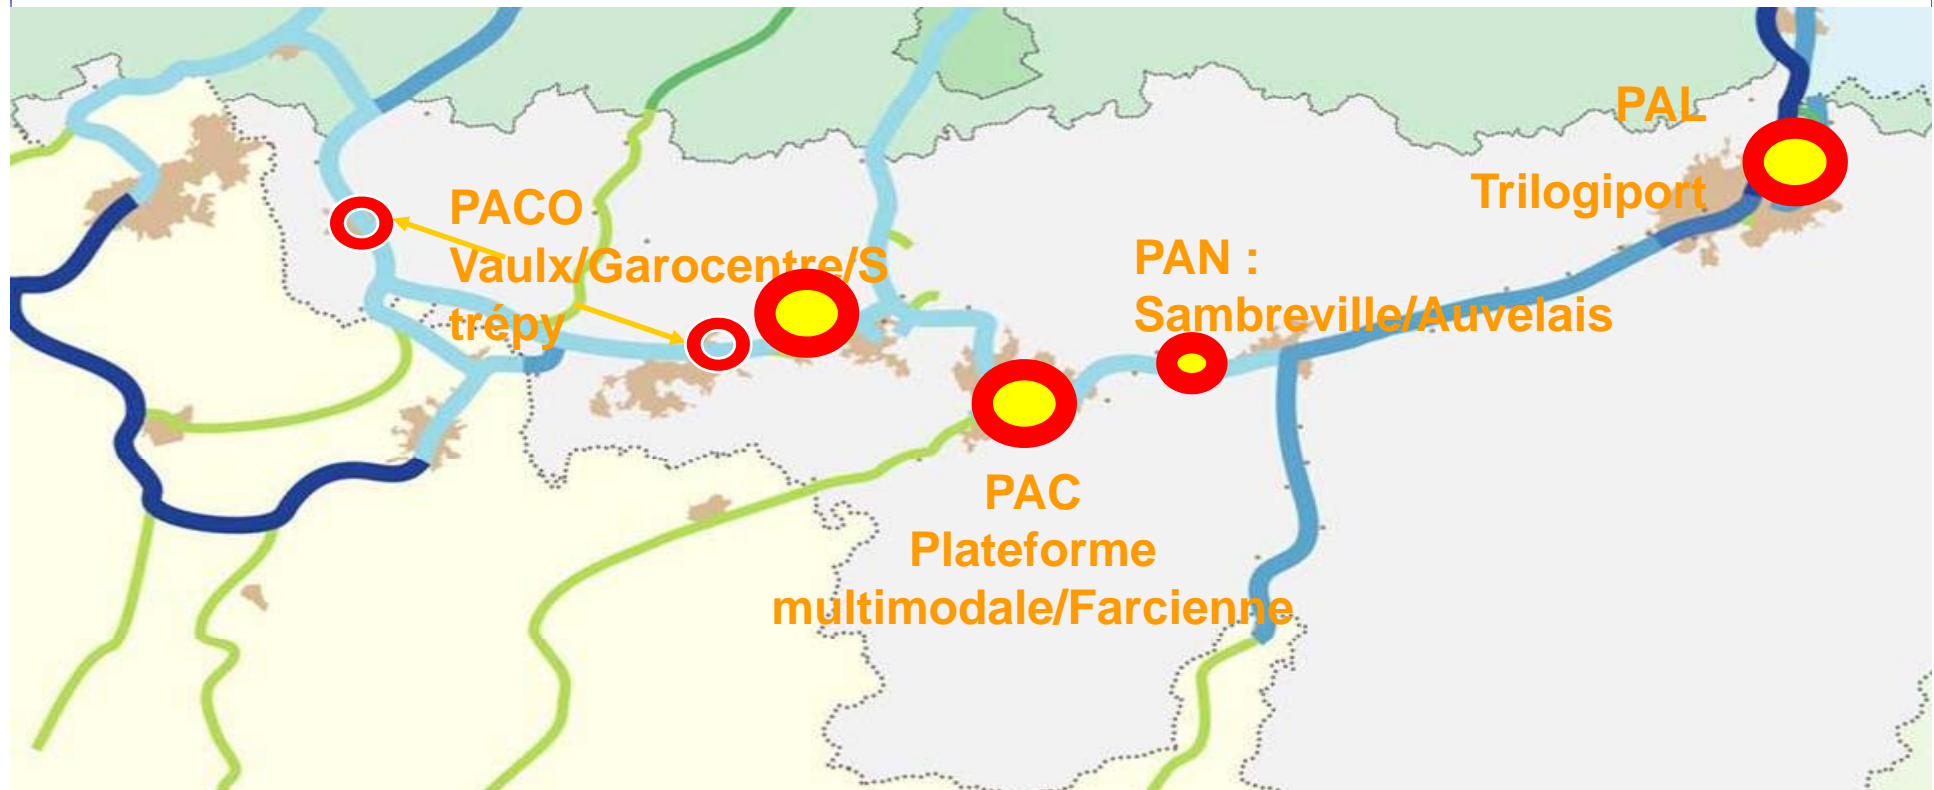 PACO
Vaulx/Garocentre/S
trépy
PAN :
Sambreville/Auvelais
PAL
Trilogiport
PAC
Plateforme
multimodale/Farcienne